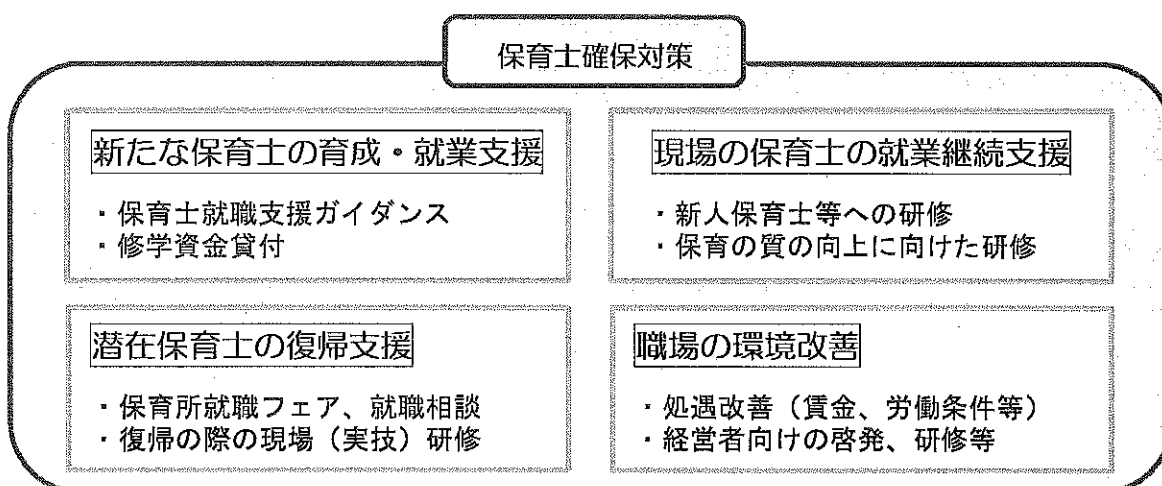 保育士確保対策
新たな保育士の育成・就業支援
・保育士就職支援ガイダンス
・修学資金貸付
現場の保育士の就業継続支援
・新人保育士等への研修
・保育の質の向上に向けた研修
潜在保育士の復帰支援
・保育所就職フェア、就職相談
・復帰の際の現場（実技）研修
職場の環境改善
・処遇改善（賃金、労働条件等）
・経営者向けの啓発、研修等